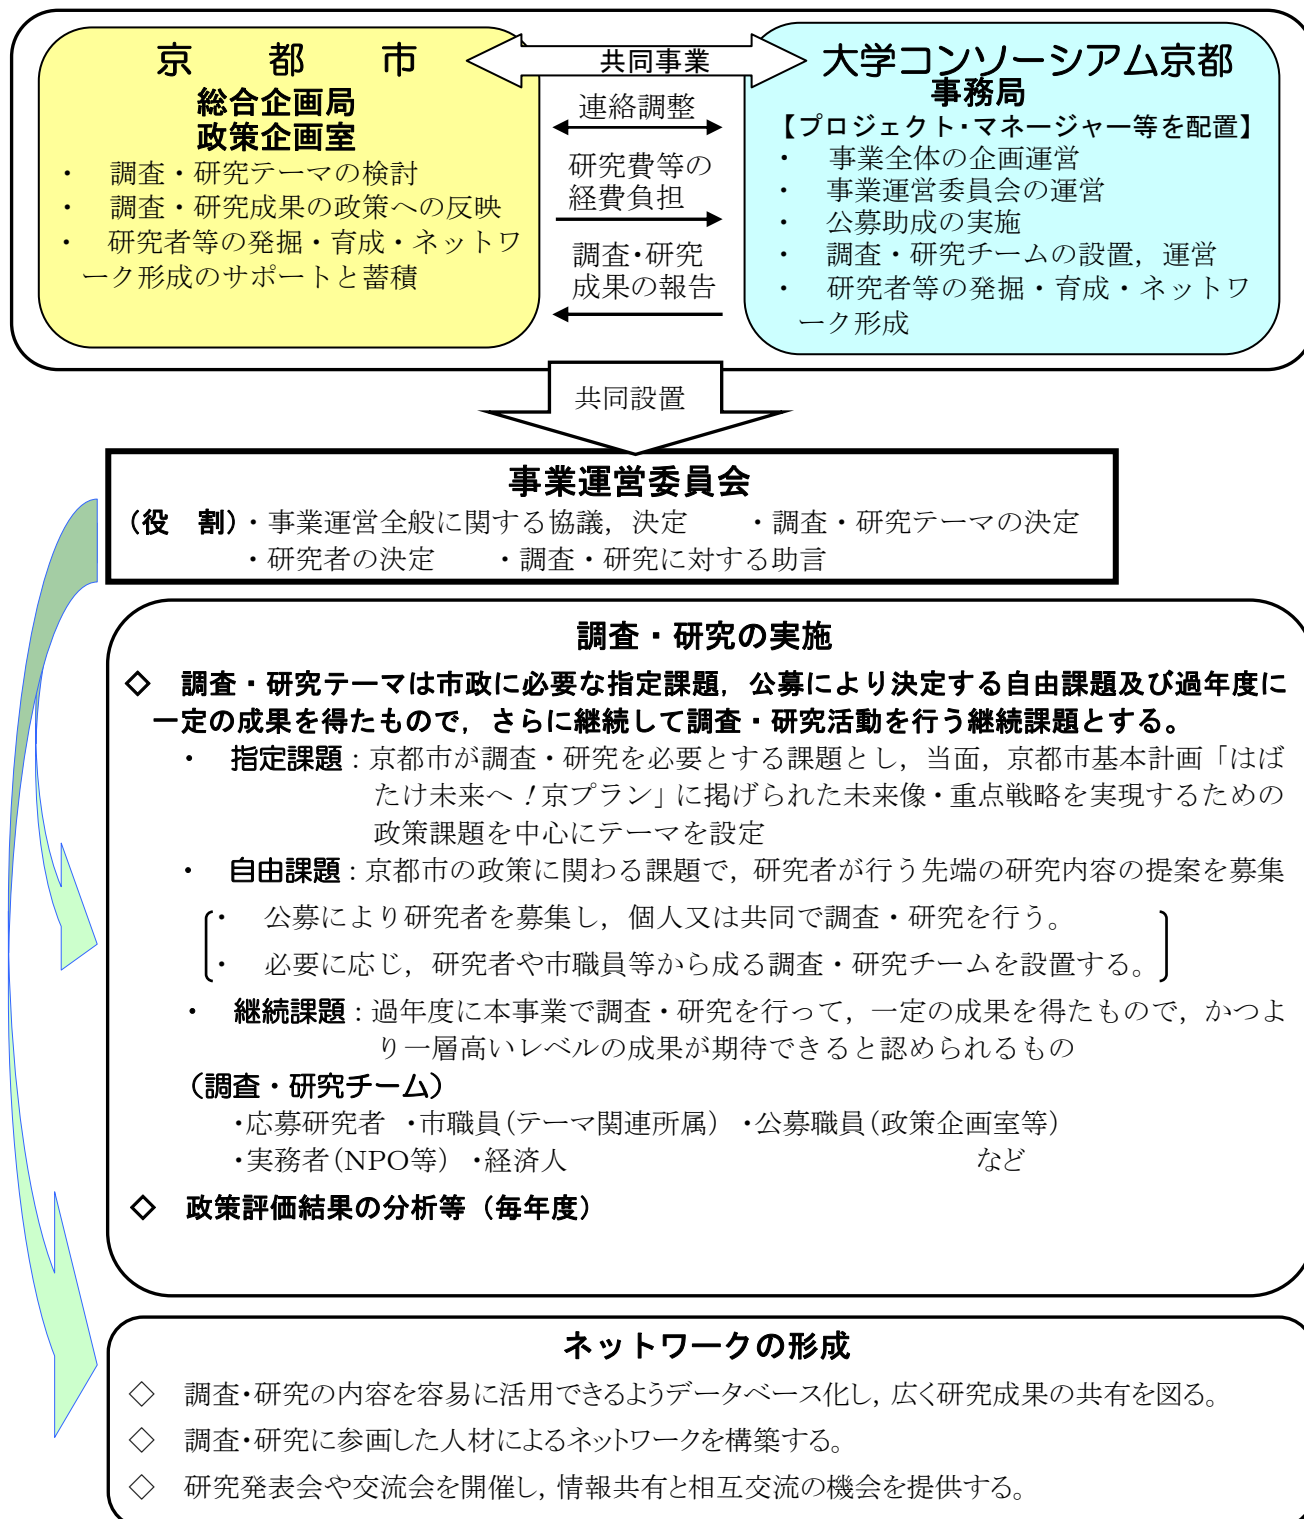 京　都　市
総合企画局
政策企画室
・　調査・研究テーマの検討
・　調査・研究成果の政策への反映
・　研究者等の発掘・育成・ネットワ
ーク形成のサポートと蓄積
共同事業
連絡調整
研究費等の
経費負担
調査・研究
成果の報告
大学コンソーシアム京都
事務局
【プロジェクト・マネージャー等を配置】
・　事業全体の企画運営
・　事業運営委員会の運営
・　公募助成の実施
・　調査・研究チームの設置，運営
・　研究者等の発掘・育成・ネットワ
ーク形成
共同設置
事業運営委員会
（役　割）・事業運営全般に関する協議，決定　　・調査・研究テーマの決定
・研究者の決定　　・調査・研究に対する助言
調査・研究の実施
◇　調査・研究テーマは市政に必要な指定課題，公募により決定する自由課題及び過年度に
一定の成果を得たもので，さらに継続して調査・研究活動を行う継続課題とする。
・　指定課題：京都市が調査・研究を必要とする課題とし，当面，京都市基本計画「はば
たけ未来へ！京プラン」に掲げられた未来像・重点戦略を実現するための
政策課題を中心にテーマを設定
・　自由課題：京都市の政策に関わる課題で，研究者が行う先端の研究内容の提案を募集
・　公募により研究者を募集し，個人又は共同で調査・研究を行う。
・　必要に応じ，研究者や市職員等から成る調査・研究チームを設置する。
・　継続課題：過年度に本事業で調査・研究を行って，一定の成果を得たもので，かつよ
り一層高いレベルの成果が期待できると認められるもの
（調査・研究チーム）
・応募研究者　・市職員（テーマ関連所属）　・公募職員（政策企画室等）
・実務者（NPO等）　・経済人　　　　など
◇　政策評価結果の分析等（毎年度）
ネットワークの形成
◇　調査・研究の内容を容易に活用できるようデータベース化し，広く研究成果の共有を図る。
◇　調査・研究に参画した人材によるネットワークを構築する。
◇　研究発表会や交流会を開催し，情報共有と相互交流の機会を提供する。